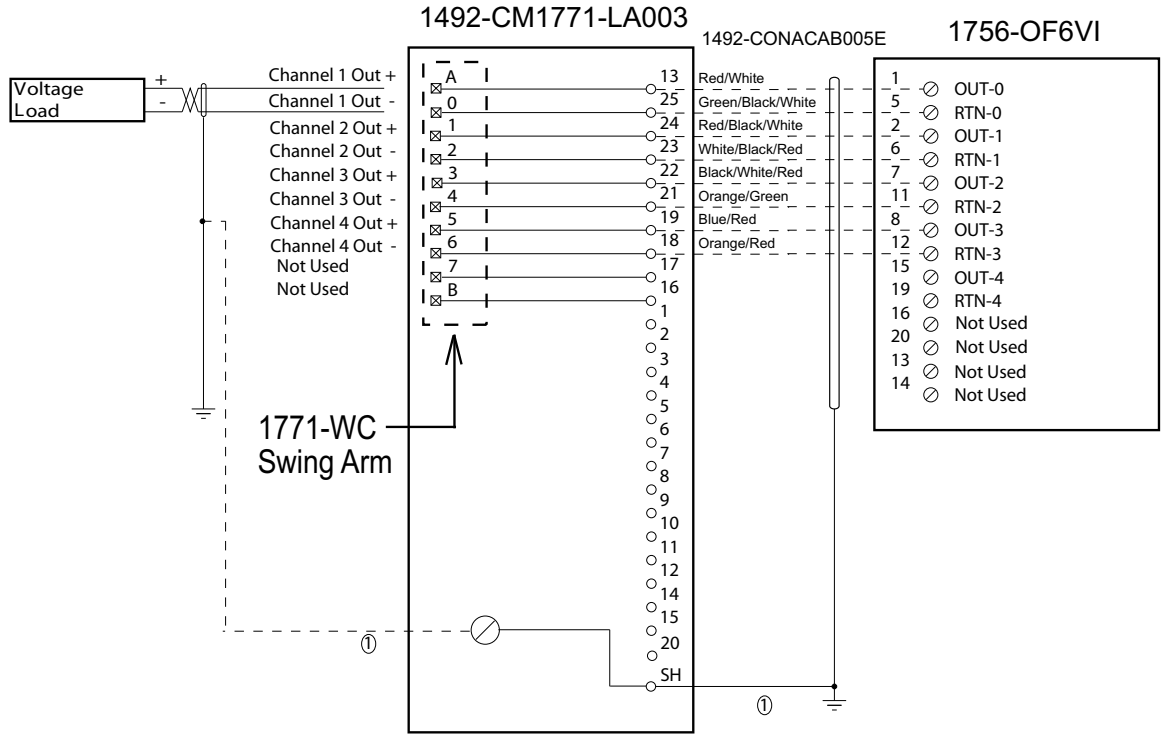 1492-CM1771-LA003
1492-CONACAB005E
1756-OF6VI
Voltage
Load
+
-
Channel 1 Out +
Channel 1 Out -
Channel 2 Out +
Channel 2 Out -
Channel 3 Out +
Channel 3 Out -
Channel 4 Out +
Channel 4 Out -
Not Used
Not Used
A
0
1
2
3
4
5
6
7
B
1771-WC
Swing Arm
13
25
24
23
22
21
19
18
17
16
1
2
3
4
5
6
7
8
9
10
11
12
14
15
20
SH
Red/White
Green/Black/White
Red/Black/White
White/Black/Red
Black/White/Red
Orange/Green
Blue/Red
Orange/Red
1 OUT-0
5 RTN-0
2 OUT-1
6 RTN-1
7 OUT-2
11 RTN-2
8 OUT-3
12 RTN-3
15 OUT-4
19 RTN-4
16 Not Used
20 Not Used
13 Not Used
14 Not Used
①
①